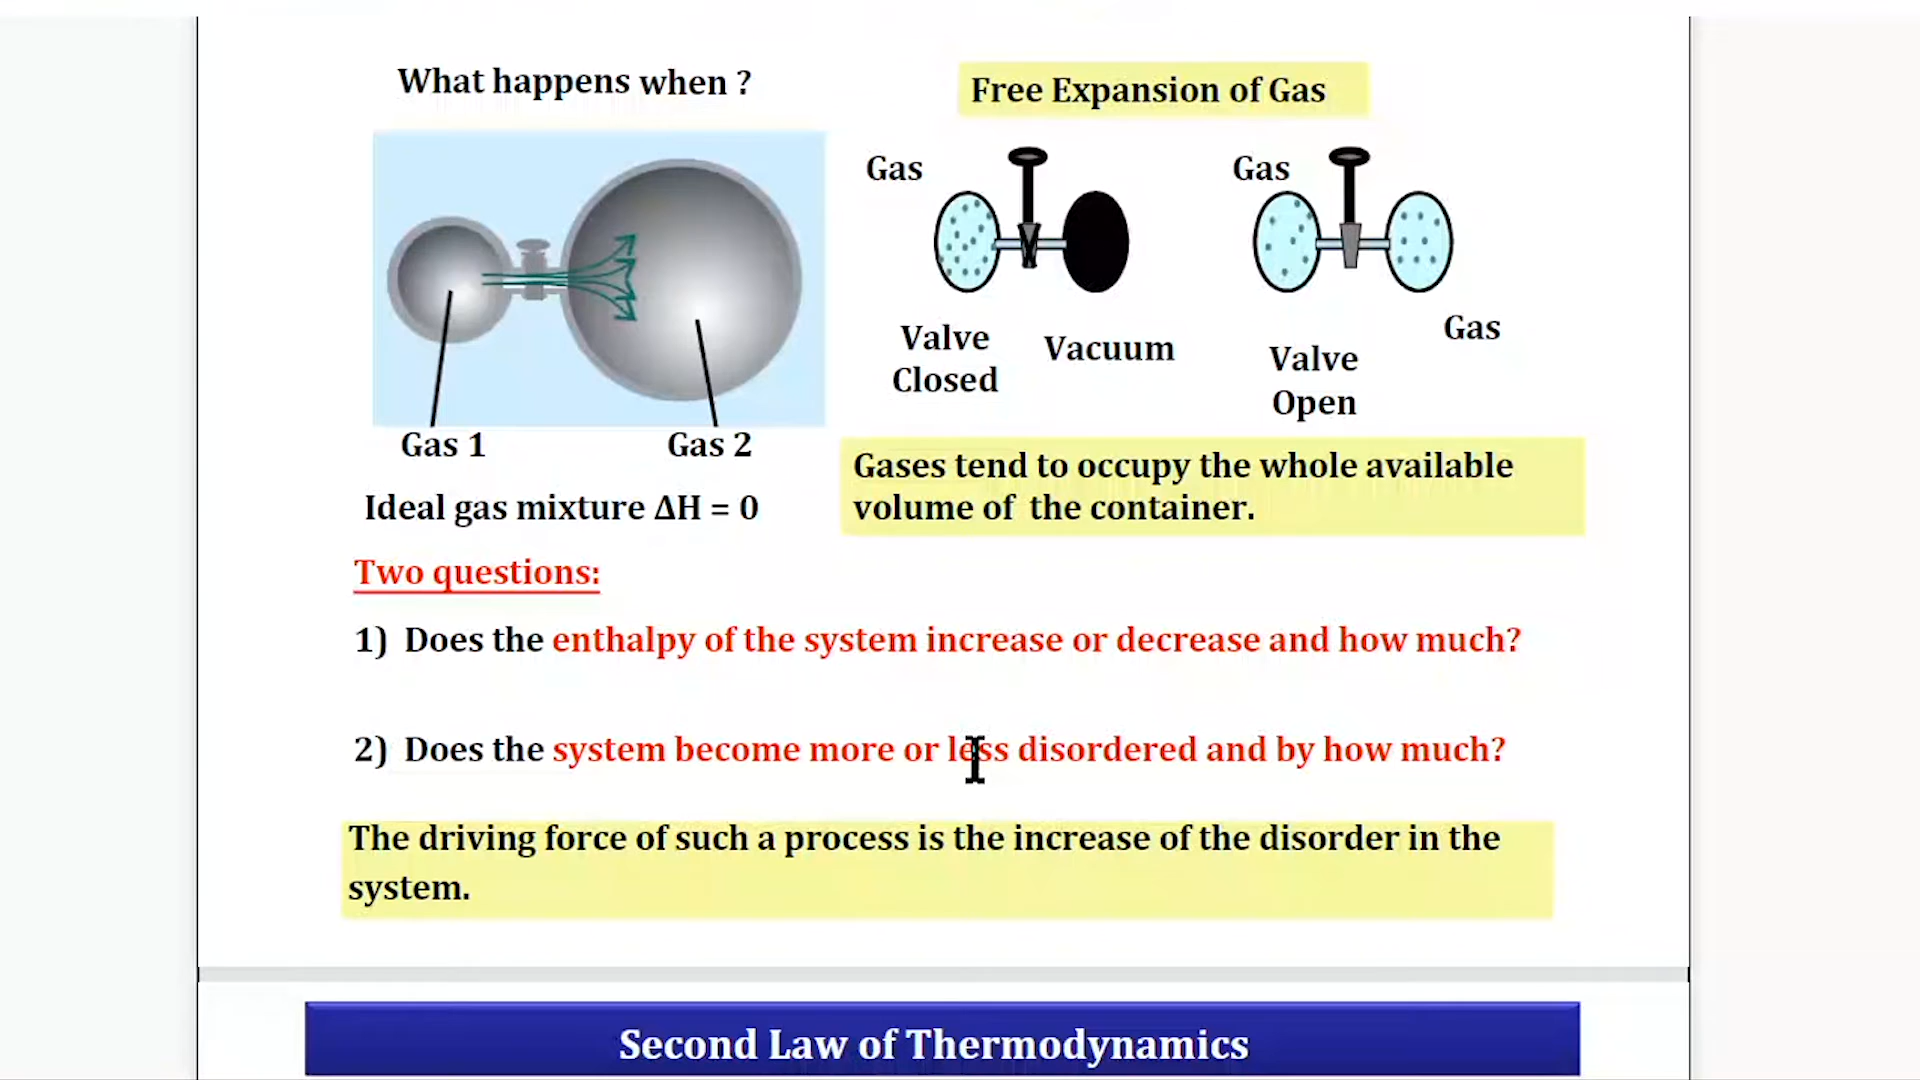 What happens when ?
Gas 1
Gas 2
Ideal gas mixture ΔH = 0
Free Expansion of Gas
Gas
Valve
Closed
Vacuum
Gas
Valve
Open
Gas
Gases tend to occupy the whole available
volume of the container.
Two questions:
1) Does the enthalpy of the system increase or decrease and how much?
2) Does the system become more or less disordered and by how much?
The driving force of such a process is the increase of the disorder in the
system.
Second Law of Thermodynamics